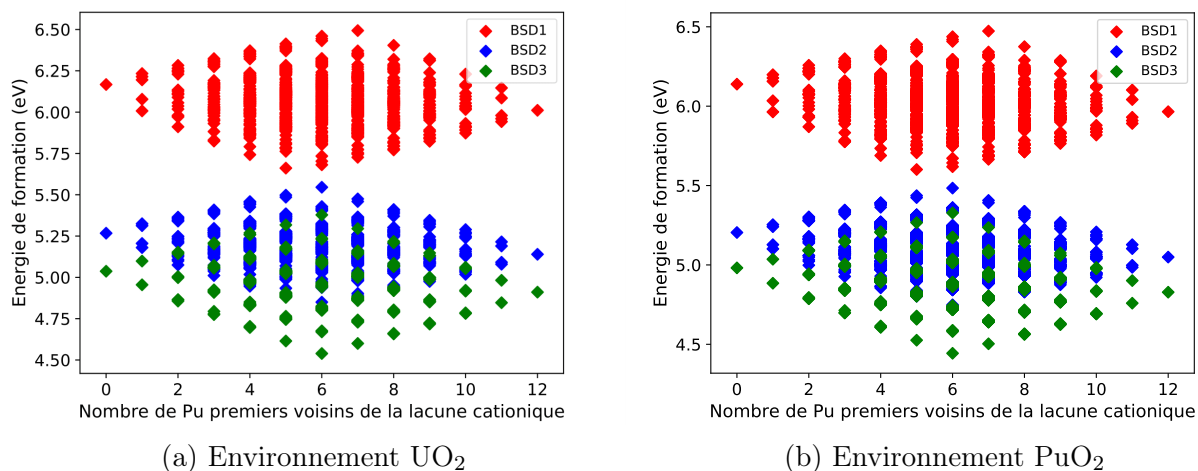 Energie de formation (eV)
6.50
6.25
6.00
5.75
5.50
5.25
5.00
4.75
4.50
BSD1
BSD2
BSD3
0 2 4 6 8 10 12
Nombre de Pu premiers voisins de la lacune cationique
(a) Environnement UO₂
Energie de formation (eV)
6.5
6.0
5.5
5.0
4.5
BSD1
BSD2
BSD3
0 2 4 6 8 10 12
Nombre de Pu premiers voisins de la lacune cationique
(b) Environnement PuO₂